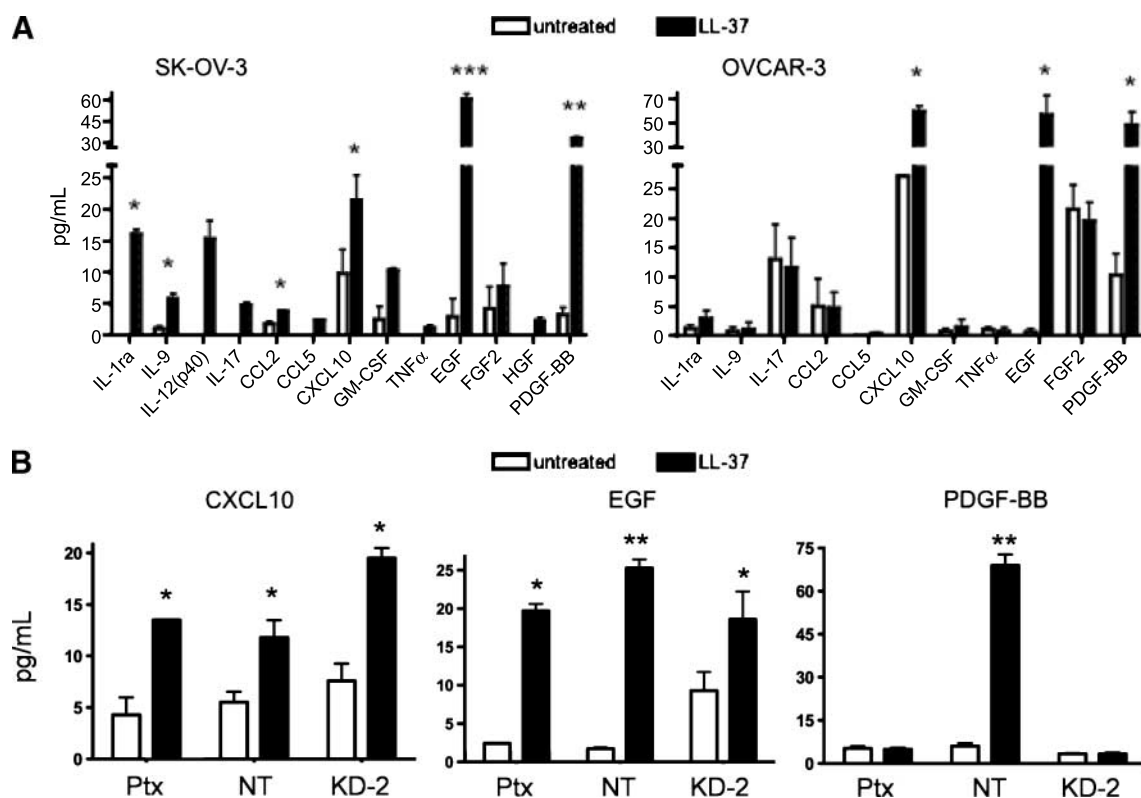 A
untreated LL-37
SK-OV-3
***
**
*
*
*
*
60
45
30
25
20
15
10
5
0
pg/mL
IL-1ra IL-9 IL-12(p40) IL-17 CCL2 CCL5 CXCL10 GM-CSF TNFα EGF FGF2 HGF PDGF-BB
OVCAR-3
* * *
70
50
30
25
20
15
10
5
0
IL-1ra IL-9 IL-17 CCL2 CCL5 CXCL10 GM-CSF TNFα EGF FGF2 PDGF-BB
B
untreated LL-37
CXCL10
* * *
20
15
10
5
0
pg/mL
Ptx NT KD-2
EGF
* ** *
25
20
15
10
5
0
Ptx NT KD-2
PDGF-BB
**
75
60
45
30
15
0
Ptx NT KD-2